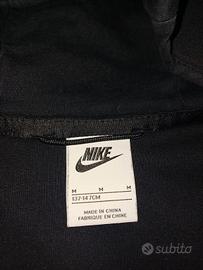 NIKE
M M M
137-147CM
MADE IN CHINA
FABRIQUÉ EN CHINE
subito